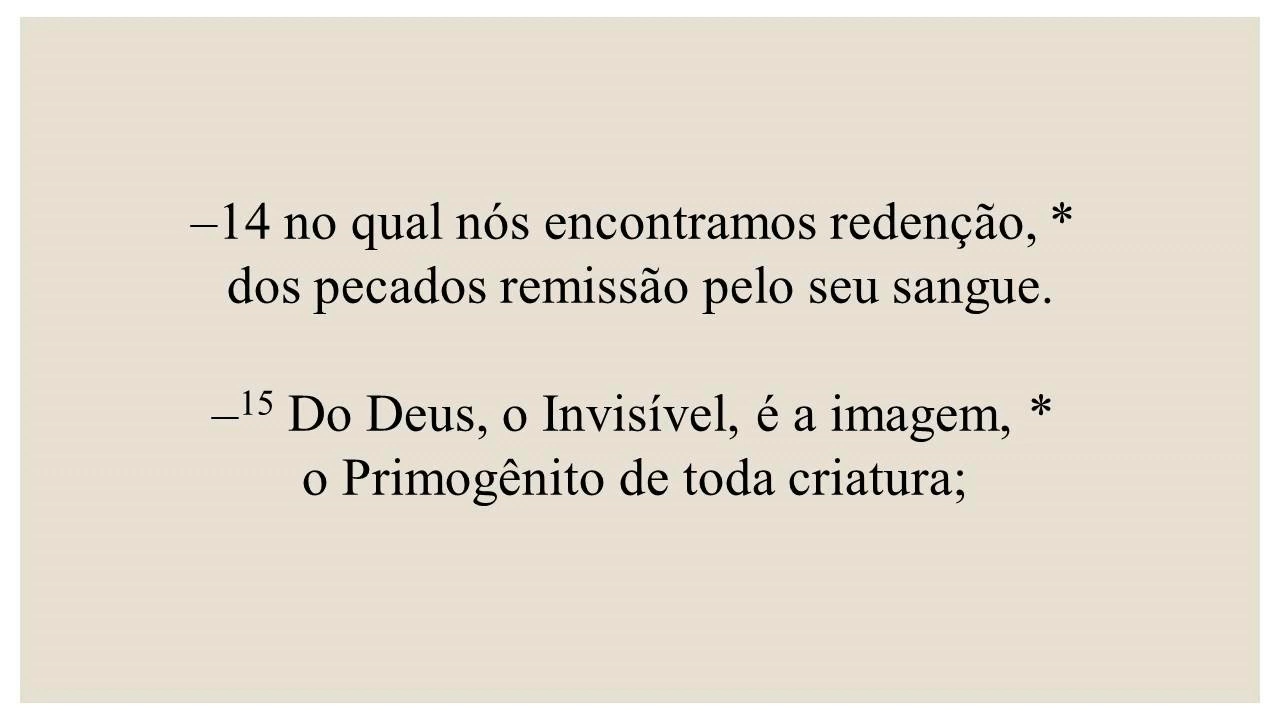 –14 no qual nós encontramos redenção, *
dos pecados remissão pelo seu sangue.
–¹⁵ Do Deus, o Invisível, é a imagem, *
o Primogênito de toda criatura;